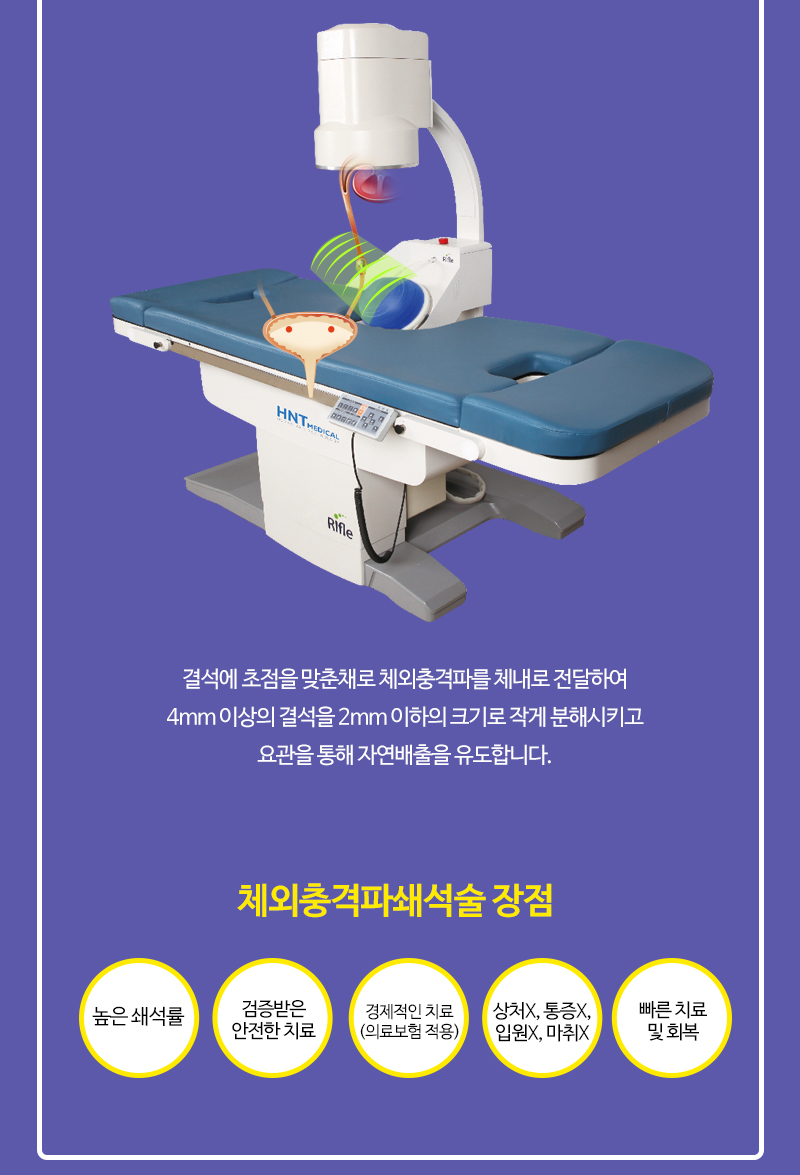 Rifle
HNT MEDICAL
Rifle
결석에 초점을 맞춘채로 체외충격파를 체내로 전달하여
4mm 이상의 결석을 2mm 이하의 크기로 작게 분해시키고
요관을 통해 자연배출을 유도합니다.
체외충격파쇄석술 장점
높은 쇄석률
검증받은
안전한 치료
경제적인 치료
(의료보험 적용)
상처X, 통증X,
입원X, 마취X
빠른 치료
및 회복